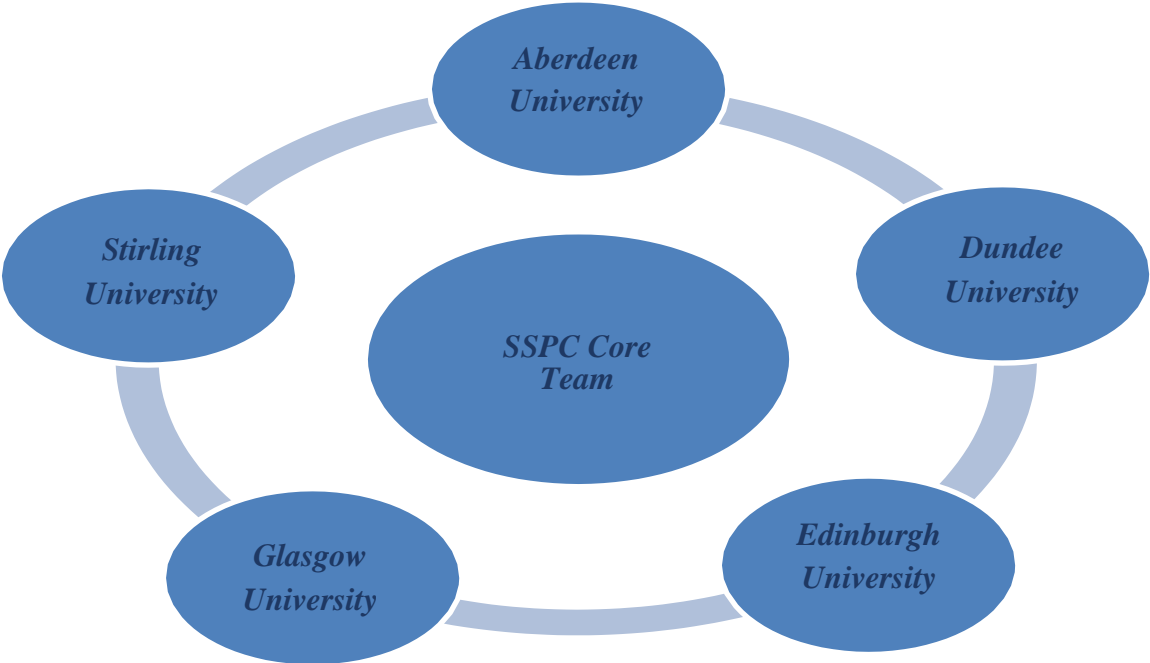 Aberdeen
University
Stirling
University
Dundee
University
SSPC Core
Team
Glasgow
University
Edinburgh
University